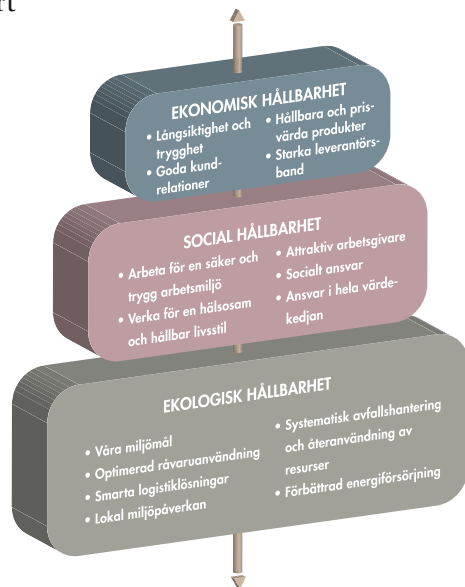 rt
EKONOMISK HÅLLBARHET
• Långsiktighet och
trygghet
• Goda kund-
relationer
• Hållbara och pris-
värda produkter
• Starka leverantörs-
band
SOCIAL HÅLLBARHET
• Arbeta för en säker och
trygg arbetsmiljö
• Verka för en hälsosam
och hållbar livsstil
• Attraktiv arbetsgivare
• Socialt ansvar
• Ansvar i hela värde-
kedjan
EKOLOGISK HÅLLBARHET
• Våra miljömål
• Optimerad råvaruanvändning
• Smarta logistiklösningar
• Lokal miljöpåverkan
• Systematisk avfallshantering
och återanvändning av
resurser
• Förbättrad energiförsörjning